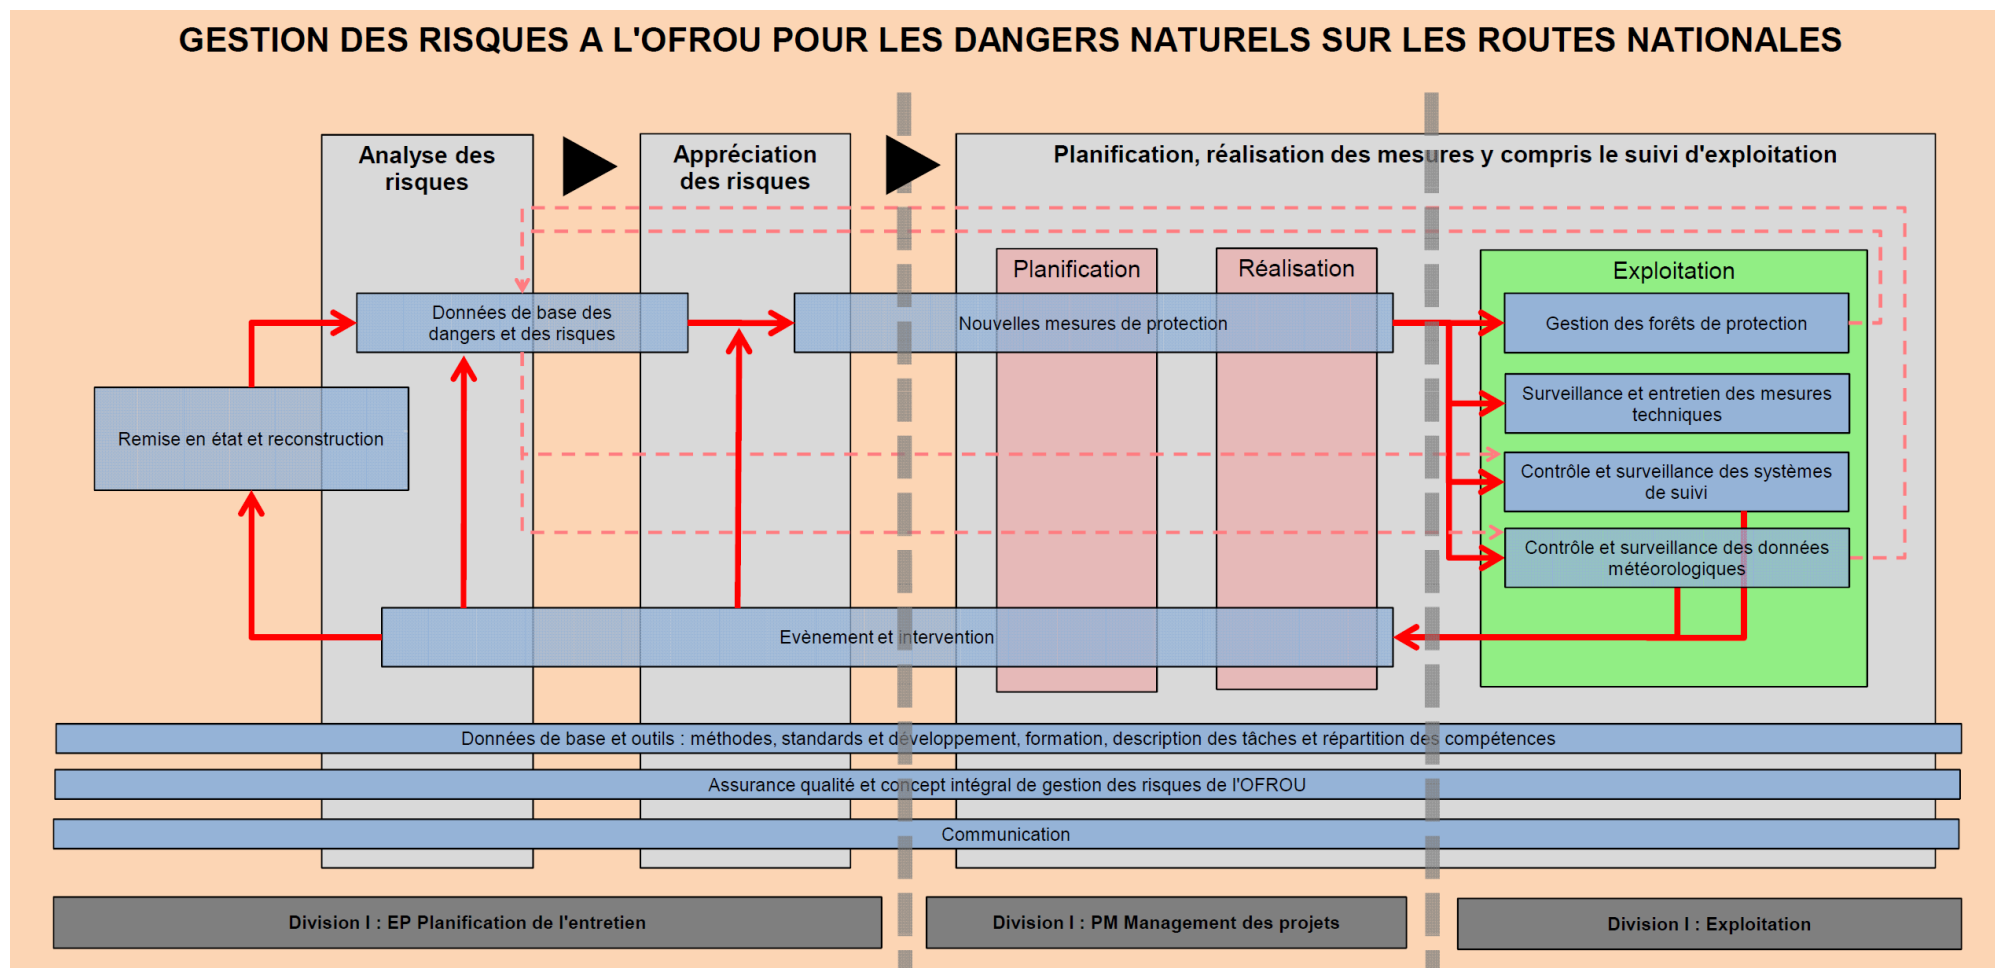 GESTION DES RISQUES A L'OFROU POUR LES DANGERS NATURELS SUR LES ROUTES NATIONALES
Analyse des
risques
Appréciation
des risques
Planification, réalisation des mesures y compris le suivi d'exploitation
Planification
Réalisation
Exploitation
Données de base des
dangers et des risques
Nouvelles mesures de protection
Gestion des forêts de protection
Surveillance et entretien des mesures
techniques
Remise en état et reconstruction
Contrôle et surveillance des systèmes
de suivi
Contrôle et surveillance des données
météorologiques
Evènement et intervention
Données de base et outils : méthodes, standards et développement, formation, description des tâches et répartition des compétences
Assurance qualité et concept intégral de gestion des risques de l'OFROU
Communication
Division I : EP Planification de l'entretien
Division I : PM Management des projets
Division I : Exploitation